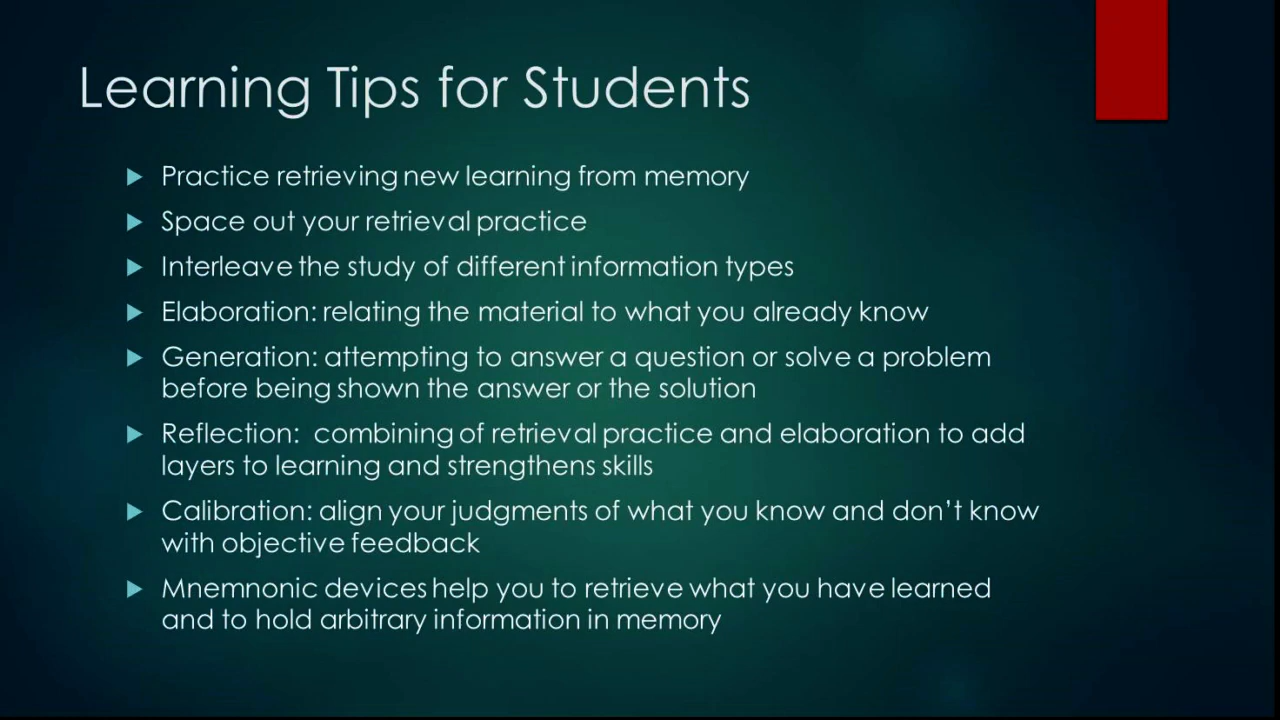 Learning Tips for Students
Practice retrieving new learning from memory
Space out your retrieval practice
Interleave the study of different information types
Elaboration: relating the material to what you already know
Generation: attempting to answer a question or solve a problem
before being shown the answer or the solution
Reflection:  combining of retrieval practice and elaboration to add
layers to learning and strengthens skills
Calibration: align your judgments of what you know and don’t know
with objective feedback
Mnemnonic devices help you to retrieve what you have learned
and to hold arbitrary information in memory